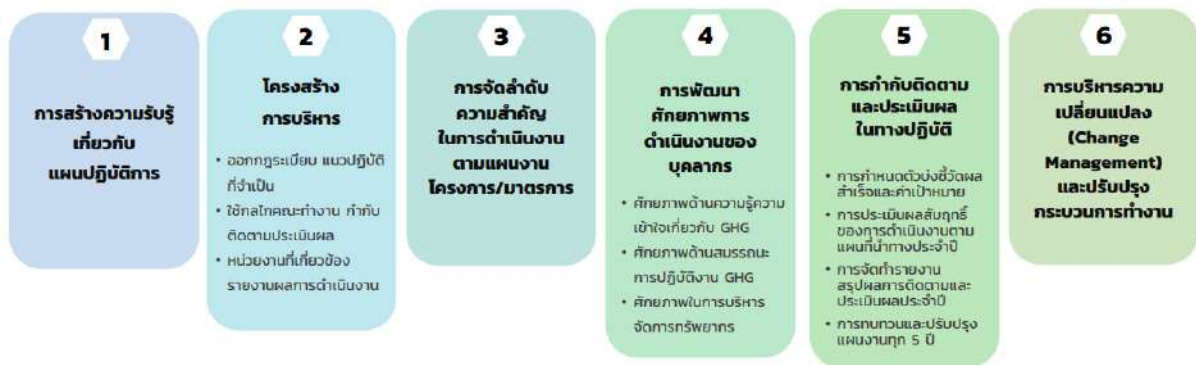 1
การสร้างความรับรู้
เกี่ยวกับ
แผนปฏิบัติการ
2
โครงสร้าง
การบริหาร
• ออกกฎระเบียบ แนวปฏิบัติ
ที่จำเป็น
• ใช้กลไกคณะทำงาน กำกับ
ติดตามประเมินผล
• หน่วยงานที่เกี่ยวข้อง
รายงานผลการดำเนินงาน
3
การจัดลำดับ
ความสำคัญ
ในการดำเนินงาน
ตามแผนงาน
โครงการ/มาตรการ
4
การพัฒนา
ศักยภาพการ
ดำเนินงานของ
บุคลากร
• ศักยภาพด้านความรู้ความ
เข้าใจเกี่ยวกับ GHG
• ศักยภาพด้านสมรรถนะ
การปฏิบัติงาน GHG
• ศักยภาพในการบริหาร
จัดการทรัพยากร
5
การกำกับติดตาม
และประเมินผล
ในทางปฏิบัติ
• การกำหนดตัวบ่งชี้วัดผล
สำเร็จและค่าเป้าหมาย
• การประเมินผลสัมฤทธิ์
ของการดำเนินงานตาม
แผนที่นำทางประจำปี
• การจัดทำรายงาน
สรุปผลการติดตามและ
ประเมินผลประจำปี
• การทบทวนและปรับปรุง
แผนงานทุก 5 ปี
6
การบริหารความ
เปลี่ยนแปลง
(Change
Management)
และปรับปรุง
กระบวนการทำงาน